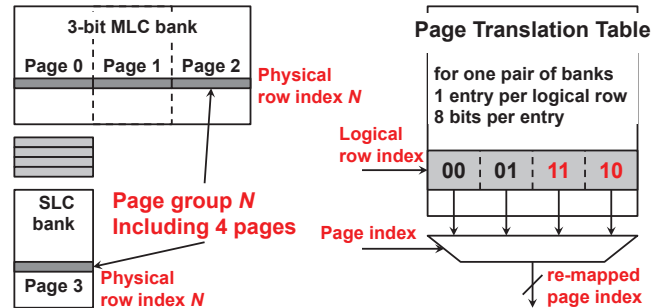 3-bit MLC bank
Page 0 Page 1 Page 2
Physical
row index N
SLC
bank
Page 3
Physical
row index N
Page group N
Including 4 pages
Page Translation Table
for one pair of banks
1 entry per logical row
8 bits per entry
Logical
row index
00 01 11 10
Page index
re-mapped
page index